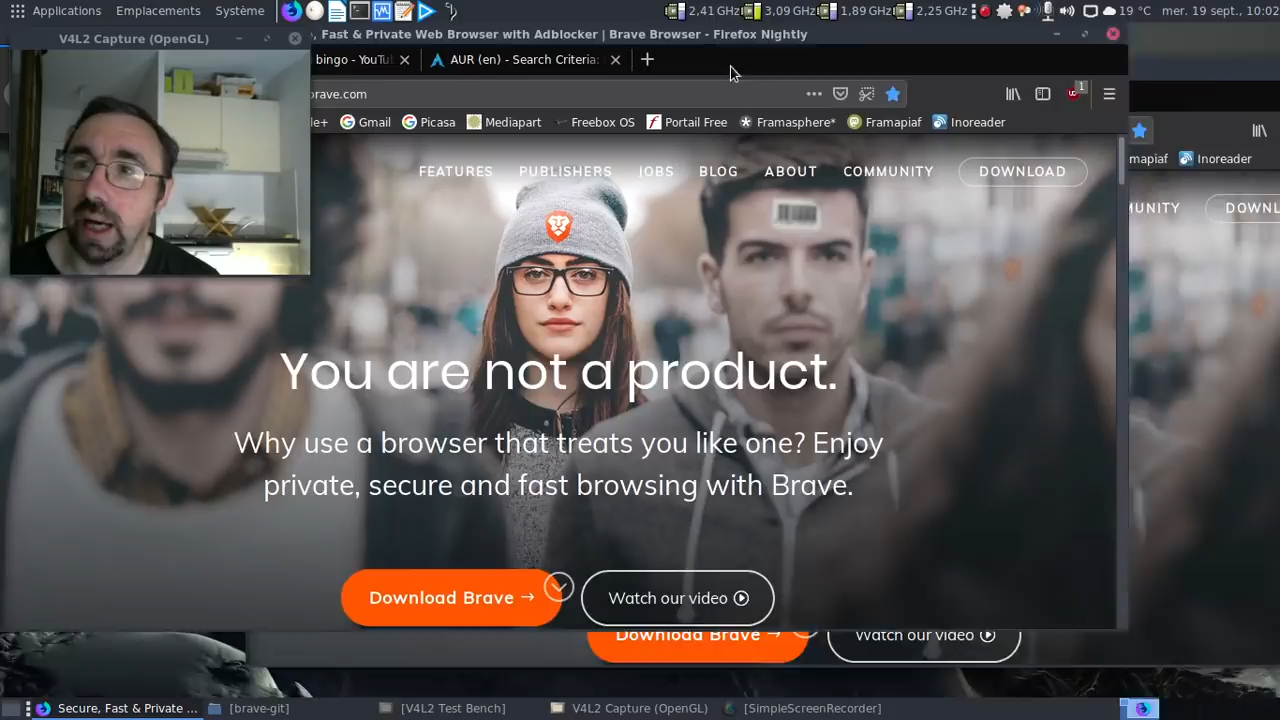 Applications Emplacements Système 2,41 GHz 3,09 GHz 1,89 GHz 2,25 GHz 19 °C mer. 19 sept., 10:02
V4L2 Capture (OpenGL)
, Fast & Private Web Browser with Adblocker | Brave Browser - Firefox Nightly
bingo - YouTu AUR (en) - Search Criteria:
brave.com 1
le+ Gmail Picasa Mediapart Freebox OS Portail Free Framasphere* Framapiaf Inoreader
mapiaf Inoreader
FEATURES PUBLISHERS JOBS BLOG ABOUT COMMUNITY DOWNLOAD
MUNITY DOWNL
You are not a product.
Why use a browser that treats you like one? Enjoy
private, secure and fast browsing with Brave.
Download Brave → Watch our video
Download Brave → Watch our video
Secure, Fast & Private ... [brave-git] [V4L2 Test Bench] V4L2 Capture (OpenGL) [SimpleScreenRecorder]